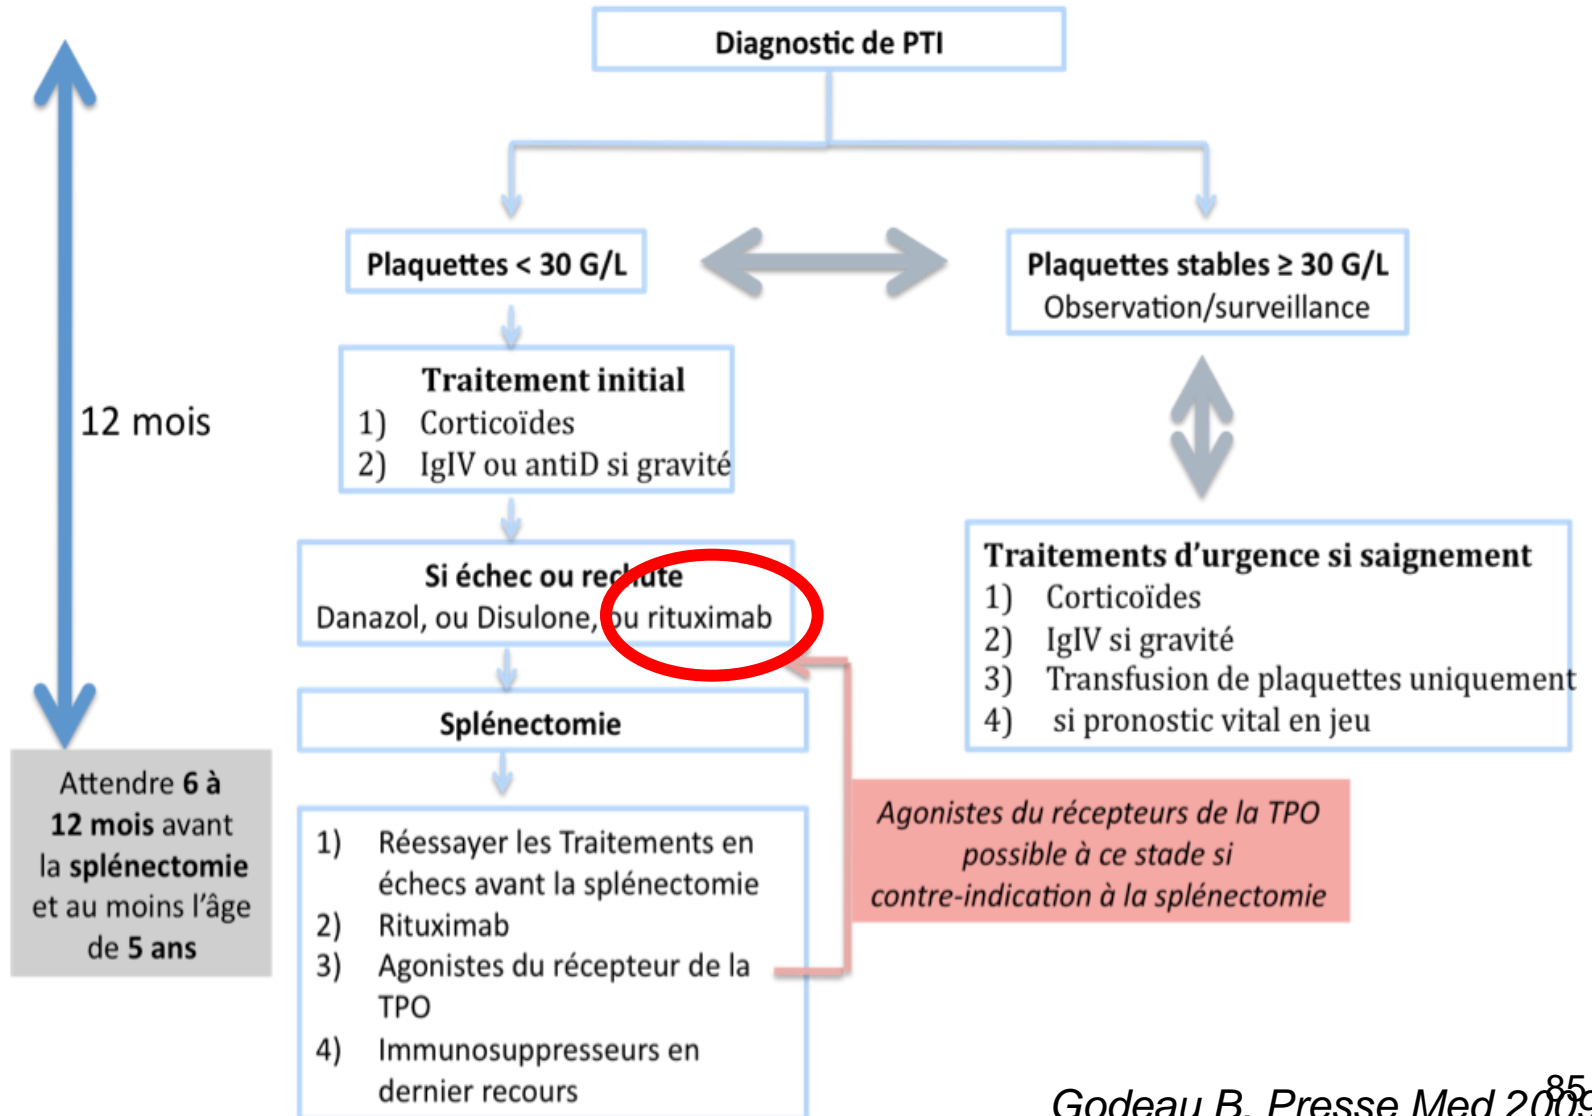 Diagnostic de PTI
Plaquettes < 30 G/L
Plaquettes stables ≥ 30 G/L
Observation/surveillance
12 mois
Traitement initial
1) Corticoïdes
2) IgIV ou antiD si gravité
Si échec ou rechute
Danazol, ou Disulone, ou rituximab
Traitements d'urgence si saignement
1) Corticoïdes
2) IgIV si gravité
3) Transfusion de plaquettes uniquement
4) si pronostic vital en jeu
Splénectomie
Attendre 6 à
12 mois avant
la splénectomie
et au moins l'âge
de 5 ans
1) Réessayer les Traitements en
échecs avant la splénectomie
2) Rituximab
3) Agonistes du récepteur de la
TPO
4) Immunosuppresseurs en
dernier recours
Agonistes du récepteurs de la TPO
possible à ce stade si
contre-indication à la splénectomie
85
Godeau B. Presse Med 2009